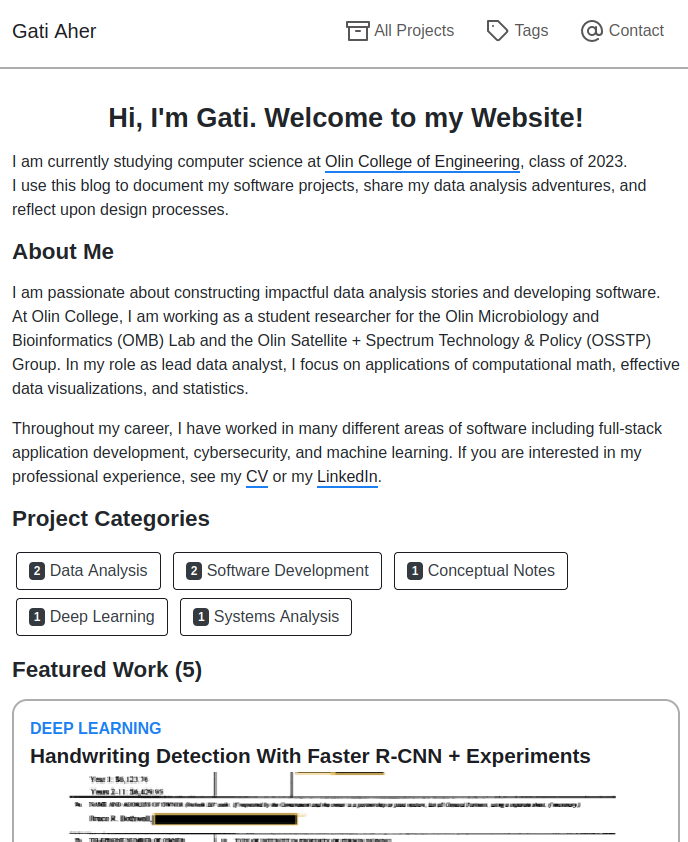 Gati Aher
All Projects
Tags
Contact
Hi, I'm Gati. Welcome to my Website!
I am currently studying computer science at Olin College of Engineering, class of 2023.
I use this blog to document my software projects, share my data analysis adventures, and
reflect upon design processes.
About Me
I am passionate about constructing impactful data analysis stories and developing software.
At Olin College, I am working as a student researcher for the Olin Microbiology and
Bioinformatics (OMB) Lab and the Olin Satellite + Spectrum Technology & Policy (OSSTP)
Group. In my role as lead data analyst, I focus on applications of computational math, effective
data visualizations, and statistics.
Throughout my career, I have worked in many different areas of software including full-stack
application development, cybersecurity, and machine learning. If you are interested in my
professional experience, see my CV or my LinkedIn.
Project Categories
2 Data Analysis
2 Software Development
1 Conceptual Notes
1 Deep Learning
1 Systems Analysis
Featured Work (5)
DEEP LEARNING
Handwriting Detection With Faster R-CNN + Experiments
Year 1: $6,123.76
Years 2-11: $6,429.95
NAME AND ADDRESS OF OWNER
Bruce R. Bothwell,